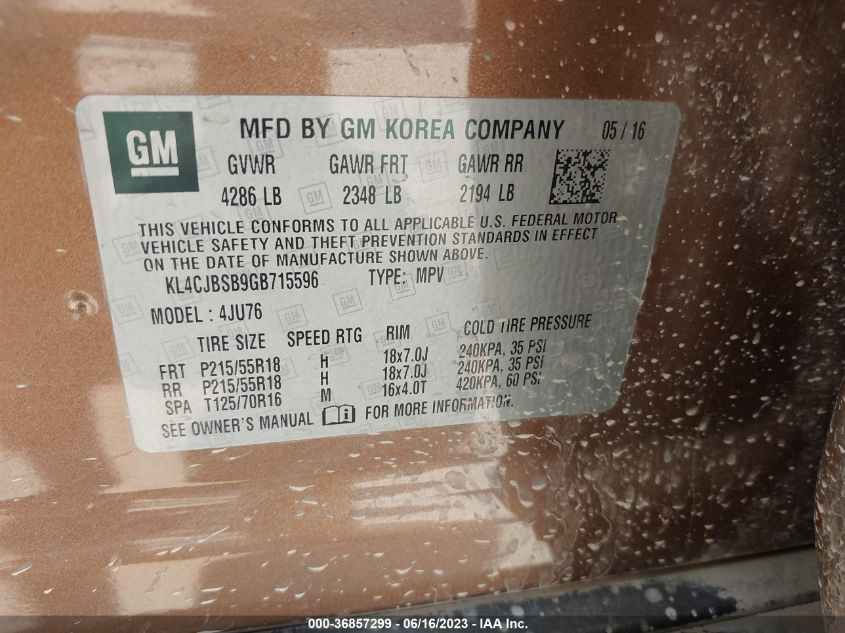 GM
MFD BY GM KOREA COMPANY 05 / 16
GVWR GAWR FRT GAWR RR
4286 LB 2348 LB 2194 LB
THIS VEHICLE CONFORMS TO ALL APPLICABLE U.S. FEDERAL MOTOR
VEHICLE SAFETY AND THEFT PREVENTION STANDARDS IN EFFECT
ON THE DATE OF MANUFACTURE SHOWN ABOVE.
KL4CJBSB9GB715596 TYPE: MPV
MODEL : 4JU76
TIRE SIZE SPEED RTG RIM COLD TIRE PRESSURE
FRT P215/55R18 H 18x7.0J 240KPA, 35 PSI
RR P215/55R18 H 18x7.0J 240KPA, 35 PSI
SPA T125/70R16 M 16x4.0T 420KPA, 60 PSI
SEE OWNER'S MANUAL FOR MORE INFORMATION.
000-36857299 - 06/16/2023 - IAA Inc.